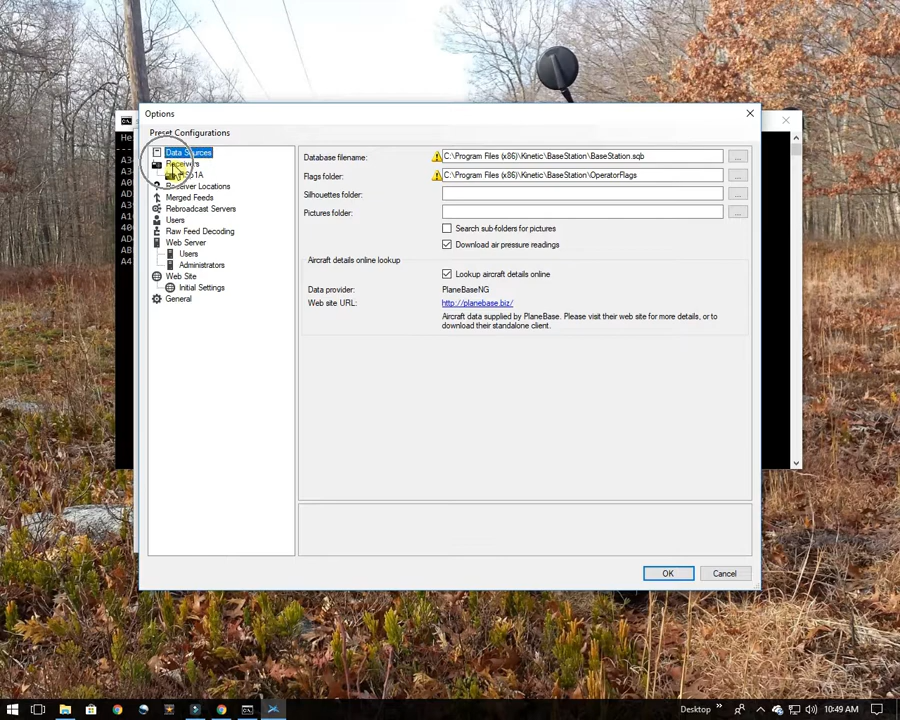 Options
Preset Configurations
Data Sources
Receivers
Receiver Locations
Merged Feeds
Rebroadcast Servers
Users
Raw Feed Decoding
Web Server
Users
Administrators
Web Site
Initial Settings
General
Database filename: C:\Program Files (x86)\Kinetic\BaseStation\BaseStation.sqb ...
Flags folder: C:\Program Files (x86)\Kinetic\BaseStation\OperatorFlags ...
Silhouettes folder: ...
Pictures folder: ...
Search sub-folders for pictures
Download air pressure readings
Aircraft details online lookup
Lookup aircraft details online
Data provider: PlaneBaseNG
Web site URL: http://planebase.biz/
Aircraft data supplied by PlaneBase. Please visit their web site for more details, or to
download their standalone client.
OK Cancel
Desktop 10:49 AM